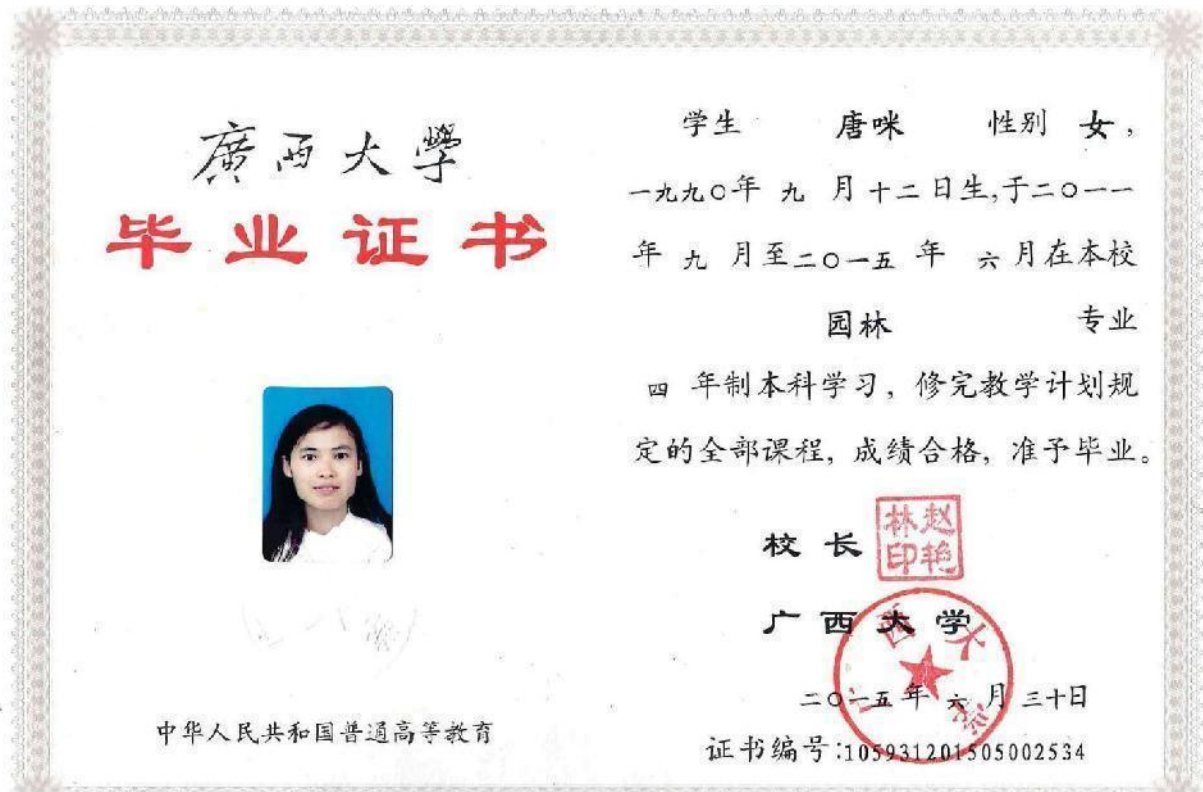 廣西大學
毕业证书
中华人民共和国普通高等教育
学生 唐咪 性别 女,
一九九〇年 九 月十二日生,于二〇一一
年 九 月至二〇一五 年 六 月在本校
园林 专业
四 年制本科学习，修完教学计划规
定的全部课程，成绩合格，准予毕业。
校 长
赵艳林印
广 西 大 学
广西大学
二〇一五 年 六 月 三十日
证书编号:105931201505002534